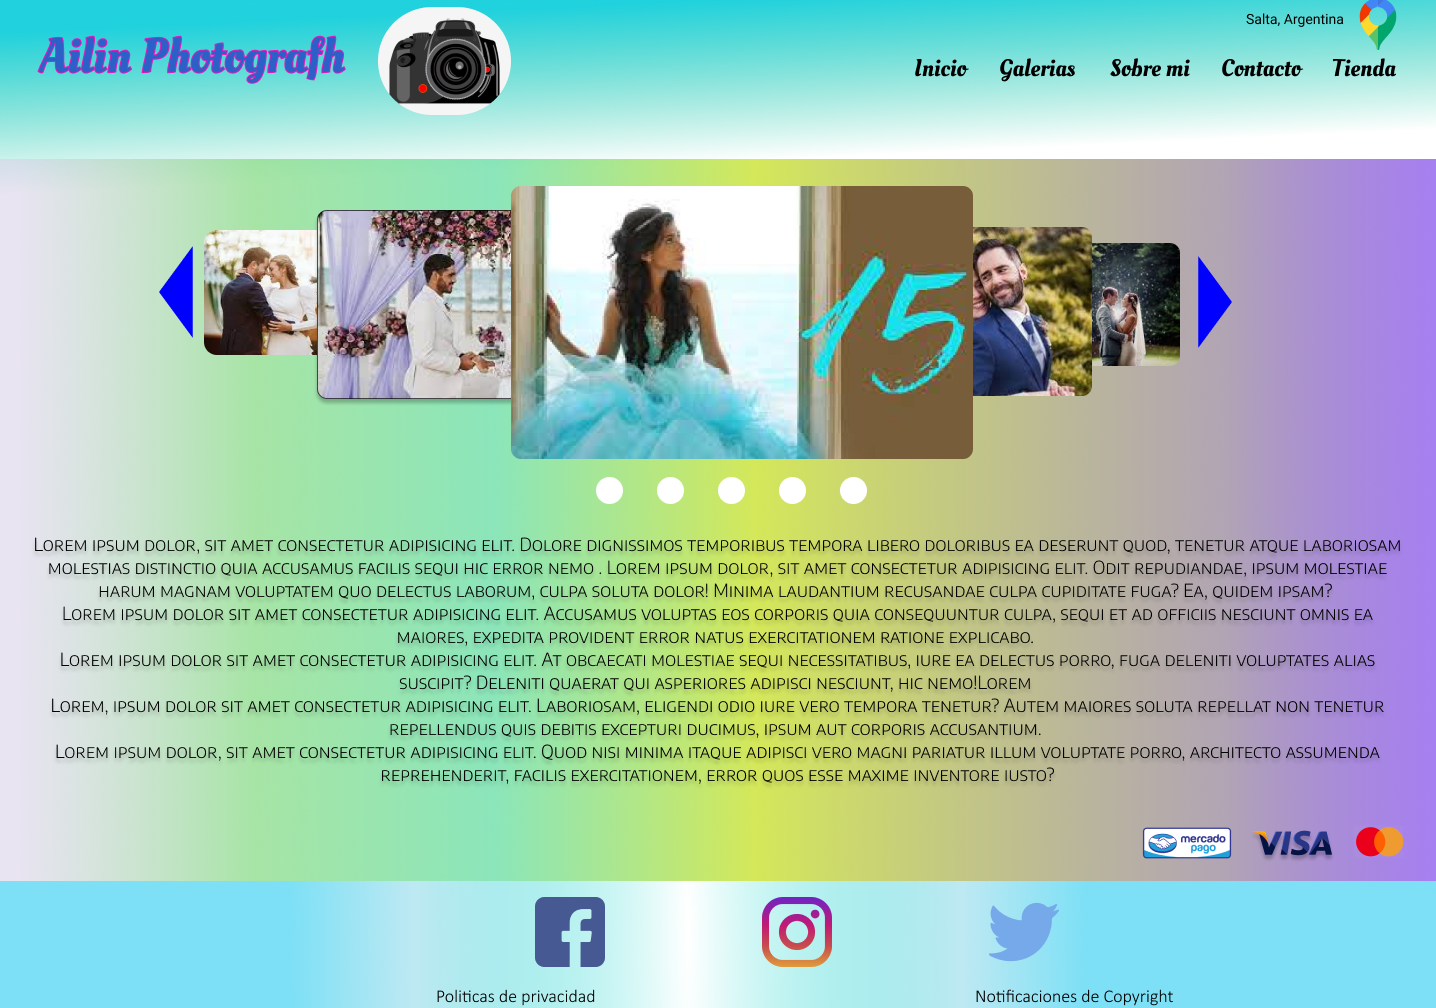 Salta, Argentina
Ailin Photografh
Inicio Galerias Sobre mi Contacto Tienda
15
Lorem ipsum dolor, sit amet consectetur adipisicing elit. Dolore dignissimos temporibus tempora libero doloribus ea deserunt quod, tenetur atque laboriosam
molestias distinctio quia accusamus facilis sequi hic error nemo . Lorem ipsum dolor, sit amet consectetur adipisicing elit. Odit repudiandae, ipsum molestiae
harum magnam voluptatem quo delectus laborum, culpa soluta dolor! Minima laudantium recusandae culpa cupiditate fuga? Ea, quidem ipsam?
Lorem ipsum dolor sit amet consectetur adipisicing elit. Accusamus voluptas eos corporis quia consequuntur culpa, sequi et ad officiis nesciunt omnis ea
maiores, expedita provident error natus exercitationem ratione explicabo.
Lorem ipsum dolor sit amet consectetur adipisicing elit. At obcaecati molestiae sequi necessitatibus, iure ea delectus porro, fuga deleniti voluptates alias
suscipit? Deleniti quaerat qui asperiores adipisci nesciunt, hic nemo!Lorem
Lorem, ipsum dolor sit amet consectetur adipisicing elit. Laboriosam, eligendi odio iure vero tempora tenetur? Autem maiores soluta repellat non tenetur
repellendus quis debitis excepturi ducimus, ipsum aut corporis accusantium.
Lorem ipsum dolor, sit amet consectetur adipisicing elit. Quod nisi minima itaque adipisci vero magni pariatur illum voluptate porro, architecto assumenda
reprehenderit, facilis exercitationem, error quos esse maxime inventore iusto?
mercado
pago
VISA
Politicas de privacidad
Notificaciones de Copyright